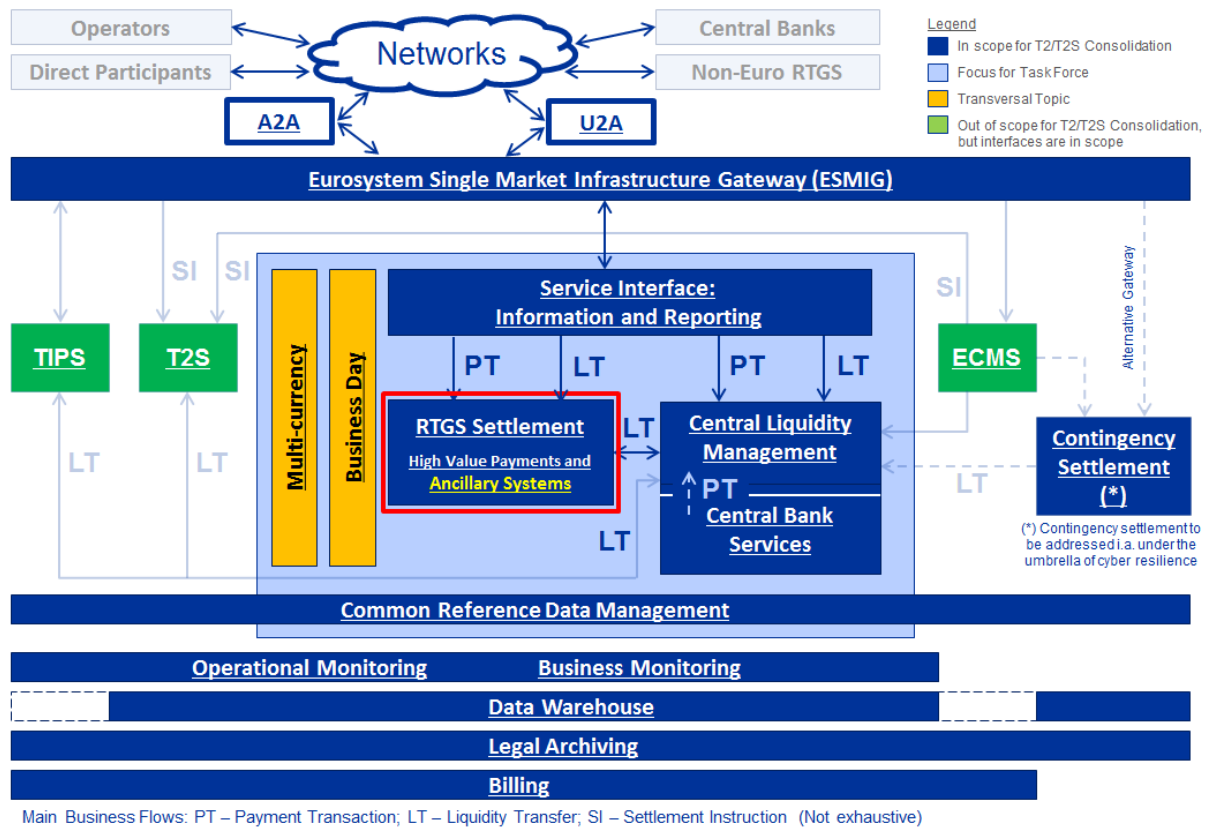 Operators
Direct Participants
Networks
Central Banks
Non-Euro RTGS
Legend
In scope for T2/T2S Consolidation
Focus for Task Force
Transversal Topic
Out of scope for T2/T2S Consolidation,
but interfaces are in scope
A2A
U2A
Eurosystem Single Market Infrastructure Gateway (ESMIG)
SI
SI
SI
Alternative Gateway
Multi-currency
Business Day
Service Interface:
Information and Reporting
TIPS
T2S
ECMS
PT
LT
PT
LT
RTGS Settlement
High Value Payments and
Ancillary Systems
LT
Central Liquidity
Management
PT
Central Bank
Services
Contingency
Settlement
(*)
LT
LT
LT
LT
(*) Contingency settlement to
be addressed i.a. under the
umbrella of cyber resilience
Common Reference Data Management
Operational Monitoring
Business Monitoring
Data Warehouse
Legal Archiving
Billing
Main Business Flows: PT – Payment Transaction; LT – Liquidity Transfer; SI – Settlement Instruction (Not exhaustive)